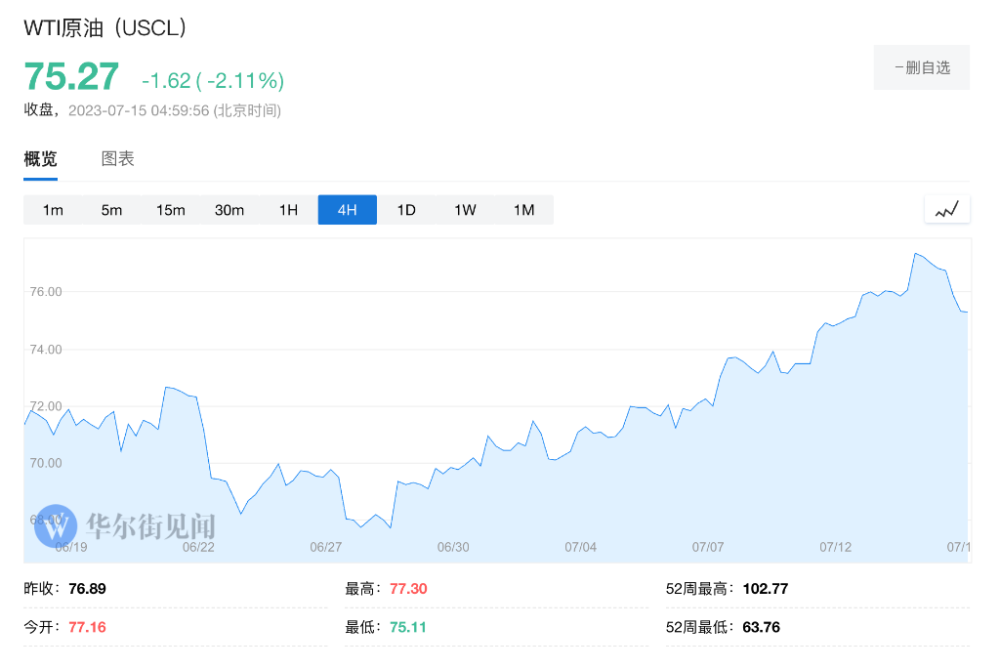 WTI原油（USCL）
75.27 -1.62 ( -2.11%)
－删自选
收盘，2023-07-15 04:59:56 (北京时间)
概览 图表
1m 5m 15m 30m 1H 4H 1D 1W 1M
76.00
74.00
72.00
70.00
68.00
W 华尔街见闻
06/19 06/22 06/27 06/30 07/04 07/07 07/12 07/1
昨收：76.89 最高：77.30 52周最高：102.77
今开：77.16 最低：75.11 52周最低：63.76